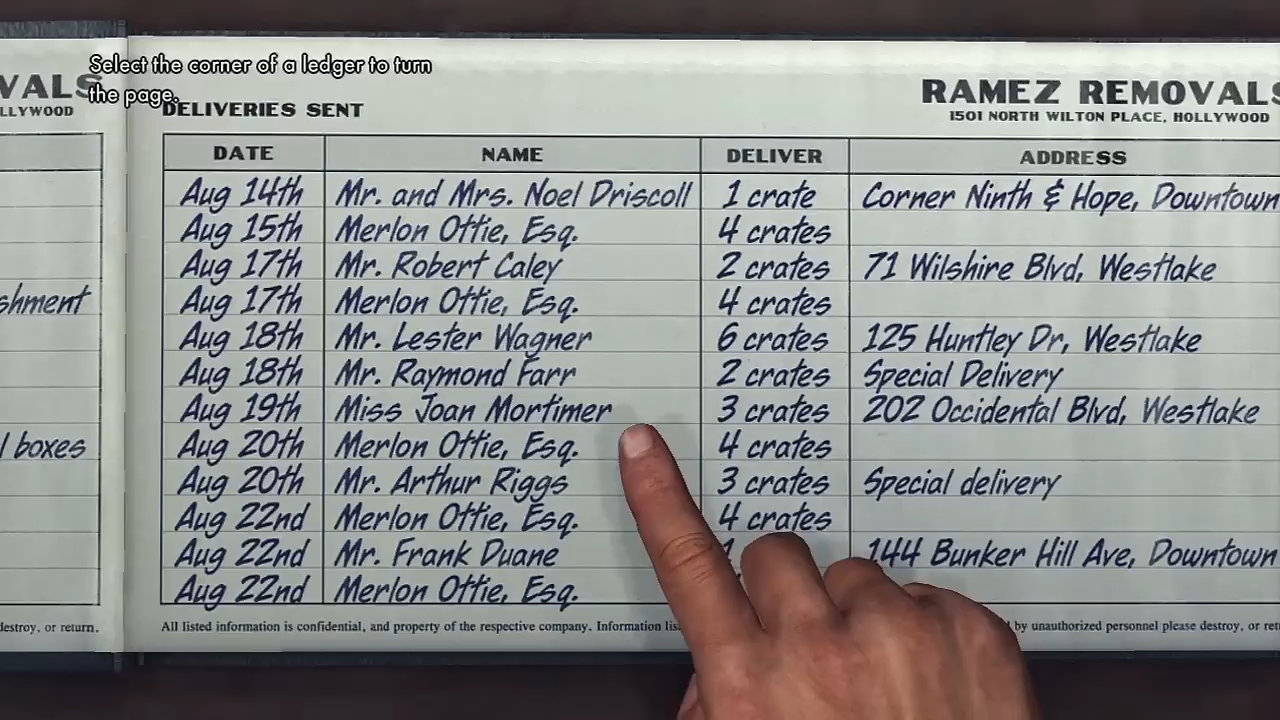 Select the corner of a ledger to turn
the page.
VALS
LLYWOOD
shment
l boxes
destroy, or return.
DELIVERIES SENT
RAMEZ REMOVALS
1501 NORTH WILTON PLACE, HOLLYWOOD
DATE NAME DELIVER ADDRESS
Aug 14th Mr. and Mrs. Noel Driscoll 1 crate Corner Ninth & Hope, Downtown
Aug 15th Merlon Ottie, Esq. 4 crates
Aug 17th Mr. Robert Caley 2 crates 71 Wilshire Blvd, Westlake
Aug 17th Merlon Ottie, Esq. 4 crates
Aug 18th Mr. Lester Wagner 6 crates 125 Huntley Dr, Westlake
Aug 18th Mr. Raymond Farr 2 crates Special Delivery
Aug 19th Miss Joan Mortimer 3 crates 202 Occidental Blvd, Westlake
Aug 20th Merlon Ottie, Esq. 4 crates
Aug 20th Mr. Arthur Riggs 3 crates Special delivery
Aug 22nd Merlon Ottie, Esq. 4 crates
Aug 22nd Mr. Frank Duane 144 Bunker Hill Ave, Downtown
Aug 22nd Merlon Ottie, Esq.
All listed information is confidential, and property of the respective company. Information lis by unauthorized personnel please destroy, or ret